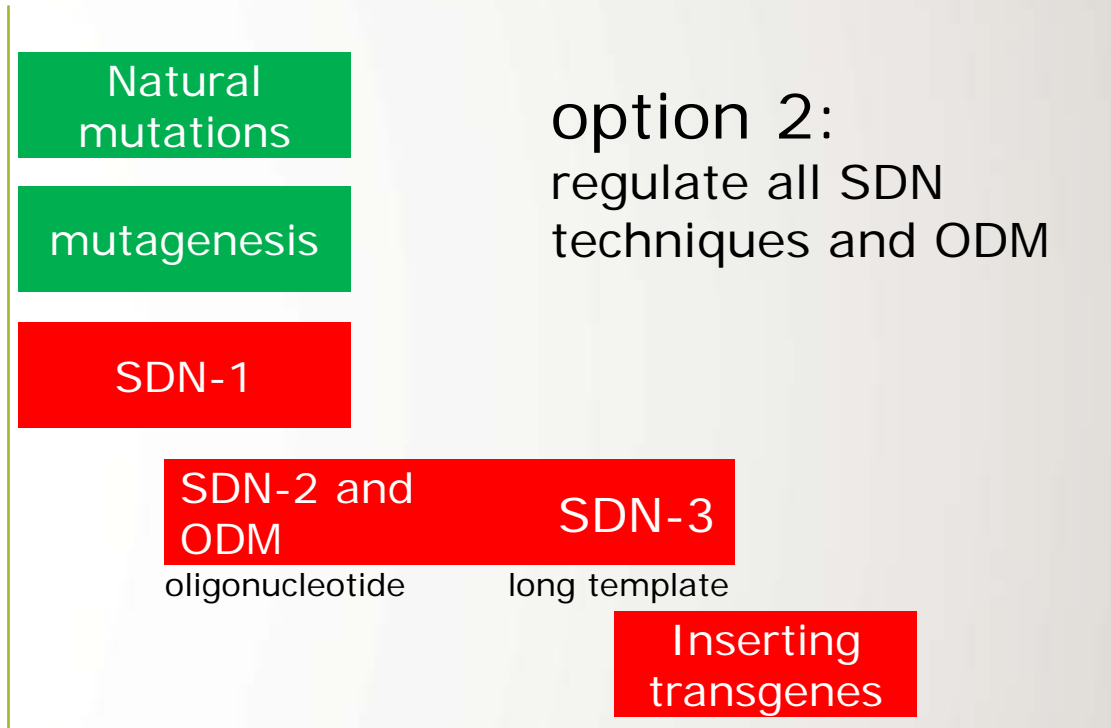 Natural
mutations
option 2:
regulate all SDN
techniques and ODM
mutagenesis
SDN-1
SDN-2 and
ODM
SDN-3
oligonucleotide
long template
Inserting
transgenes